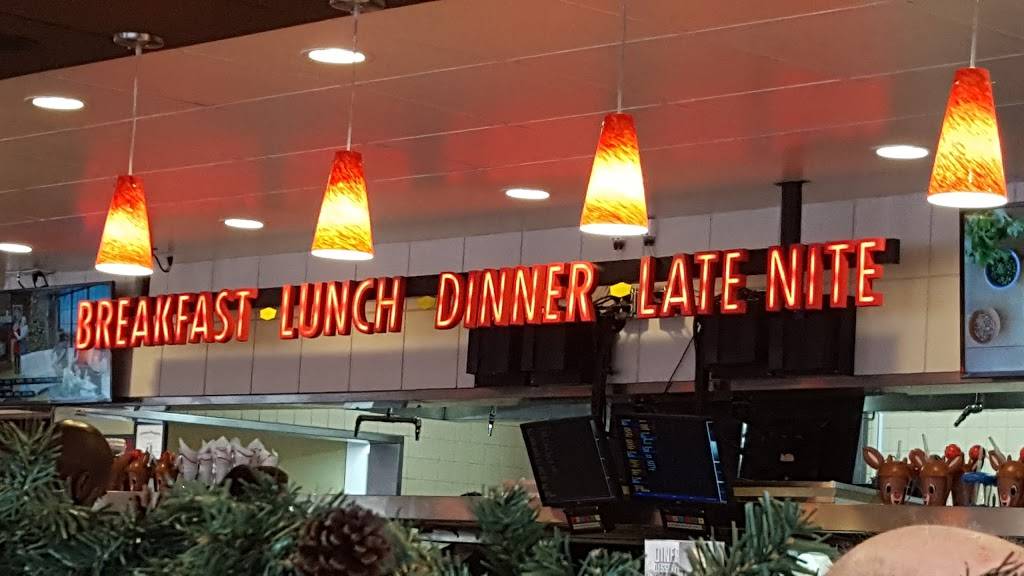 BREAKFAST LUNCH DINNER LATE NITE